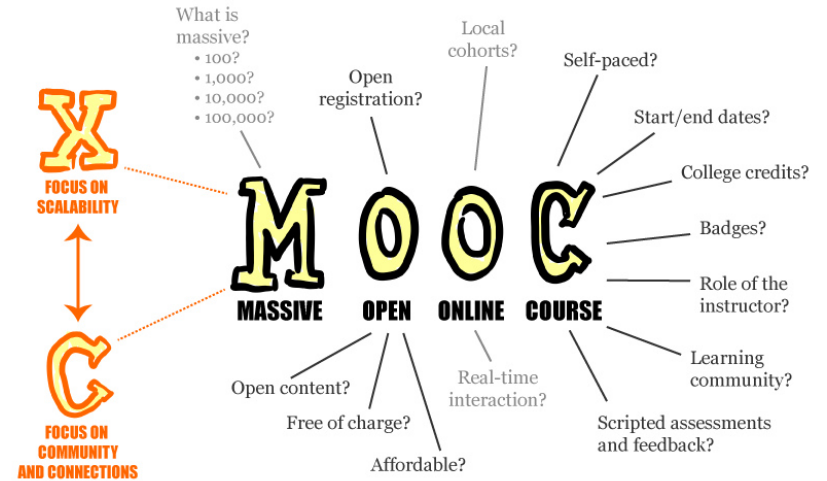 What is
massive?
• 100?
• 1,000?
• 10,000?
• 100,000?
Open
registration?
Local
cohorts?
Self-paced?
Start/end dates?
College credits?
Badges?
Role of the
instructor?
Learning
community?
Scripted assessments
and feedback?
X
FOCUS ON
SCALABILITY
C
FOCUS ON
COMMUNITY
AND CONNECTIONS
MOOC
MASSIVE OPEN ONLINE COURSE
Open content?
Free of charge?
Affordable?
Real-time
interaction?